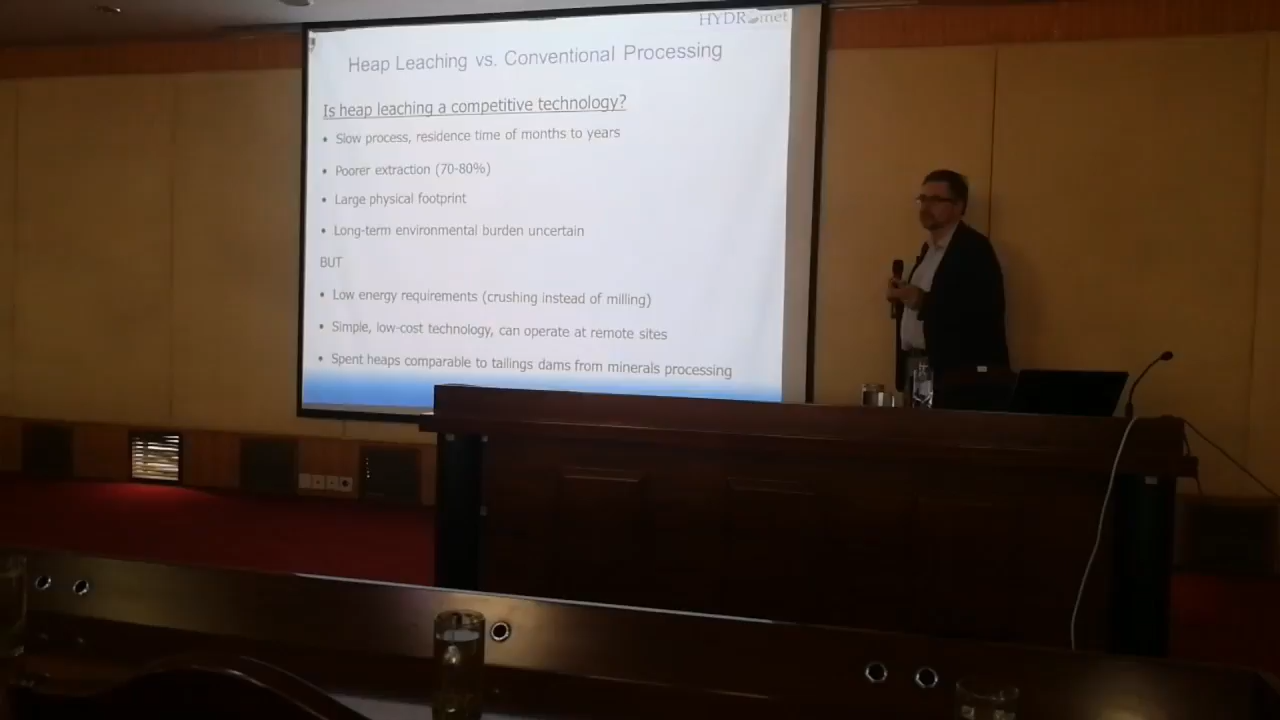 HYDRomet
Heap Leaching vs. Conventional Processing
Is heap leaching a competitive technology?
• Slow process, residence time of months to years
• Poorer extraction (70-80%)
• Large physical footprint
• Long-term environmental burden uncertain
BUT
• Low energy requirements (crushing instead of milling)
• Simple, low-cost technology, can operate at remote sites
• Spent heaps comparable to tailings dams from minerals processing